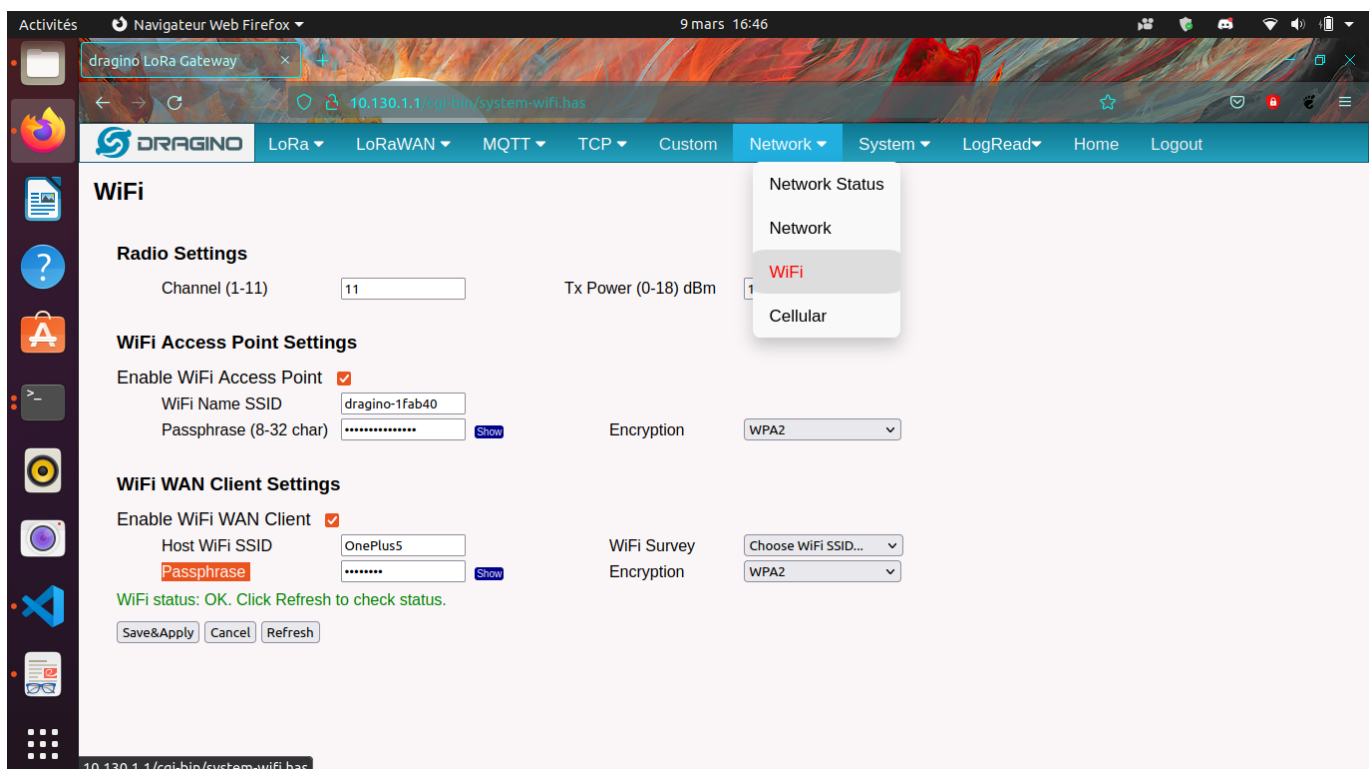 Activités Navigateur Web Firefox 9 mars 16:46
dragino LoRa Gateway
10.130.1.1/cgi-bin/system-wifi.has
DRAGINO LoRa LoRaWAN MQTT TCP Custom Network System LogRead Home Logout
WiFi
Network Status
Network
WiFi
Cellular
Radio Settings
Channel (1-11) 11 Tx Power (0-18) dBm
WiFi Access Point Settings
Enable WiFi Access Point
WiFi Name SSID dragino-1fab40
Passphrase (8-32 char) Show Encryption WPA2
WiFi WAN Client Settings
Enable WiFi WAN Client
Host WiFi SSID OnePlus5 WiFi Survey Choose WiFi SSID...
Passphrase Show Encryption WPA2
WiFi status: OK. Click Refresh to check status.
Save&Apply Cancel Refresh
10.130.1.1/cgi-bin/system-wifi.has